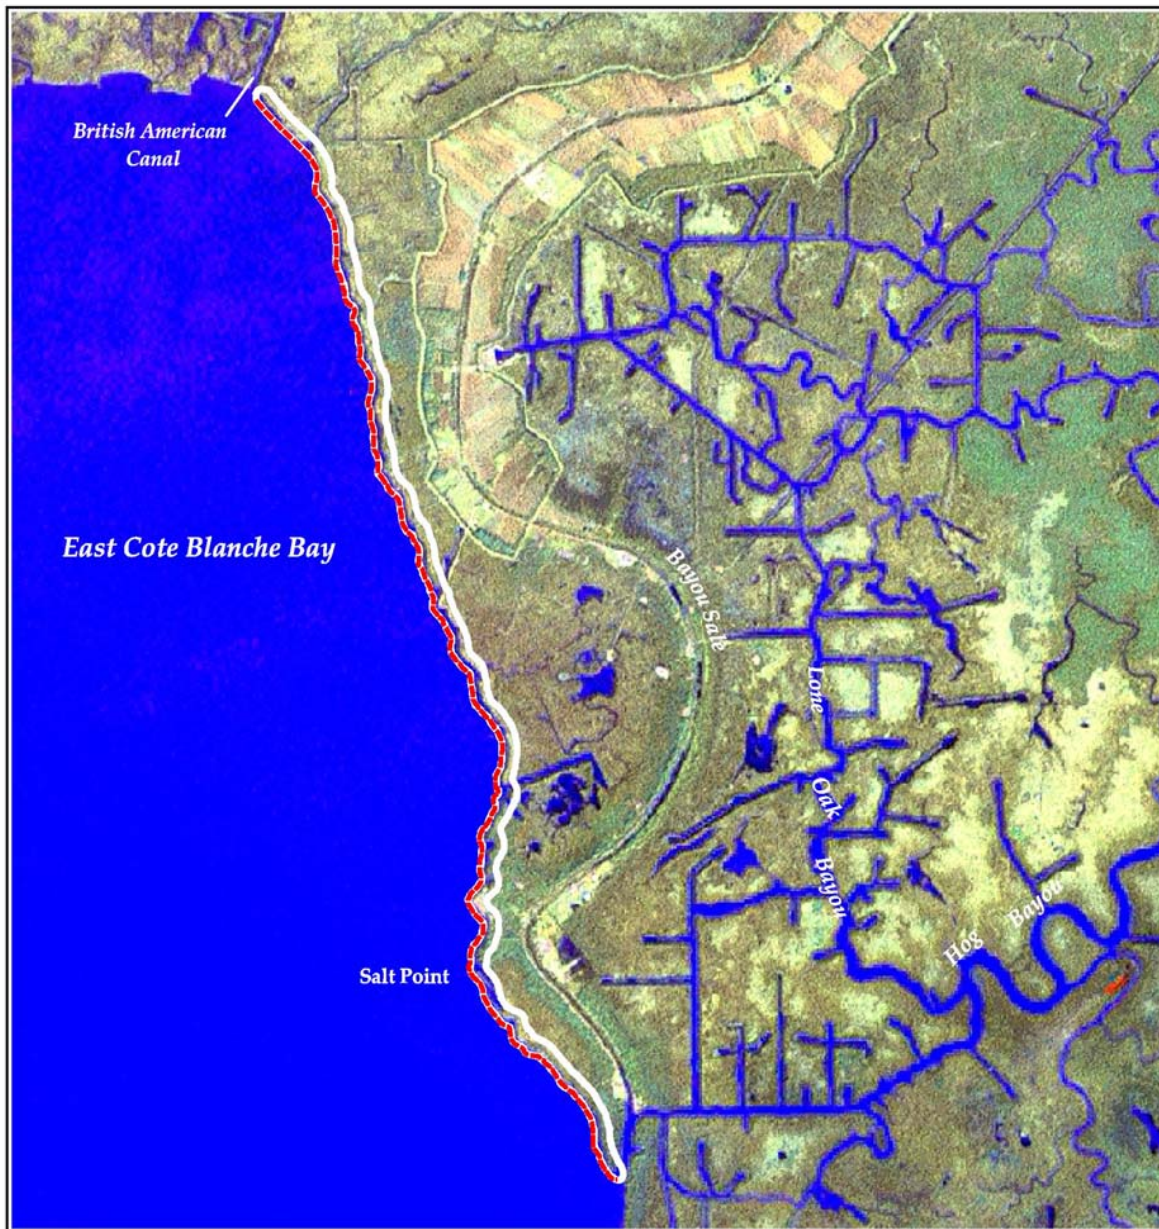 British American
Canal
East Cote Blanche Bay
Bayou Sale
Lone
Oak
Bayou
Hog
Bayou
Salt Point